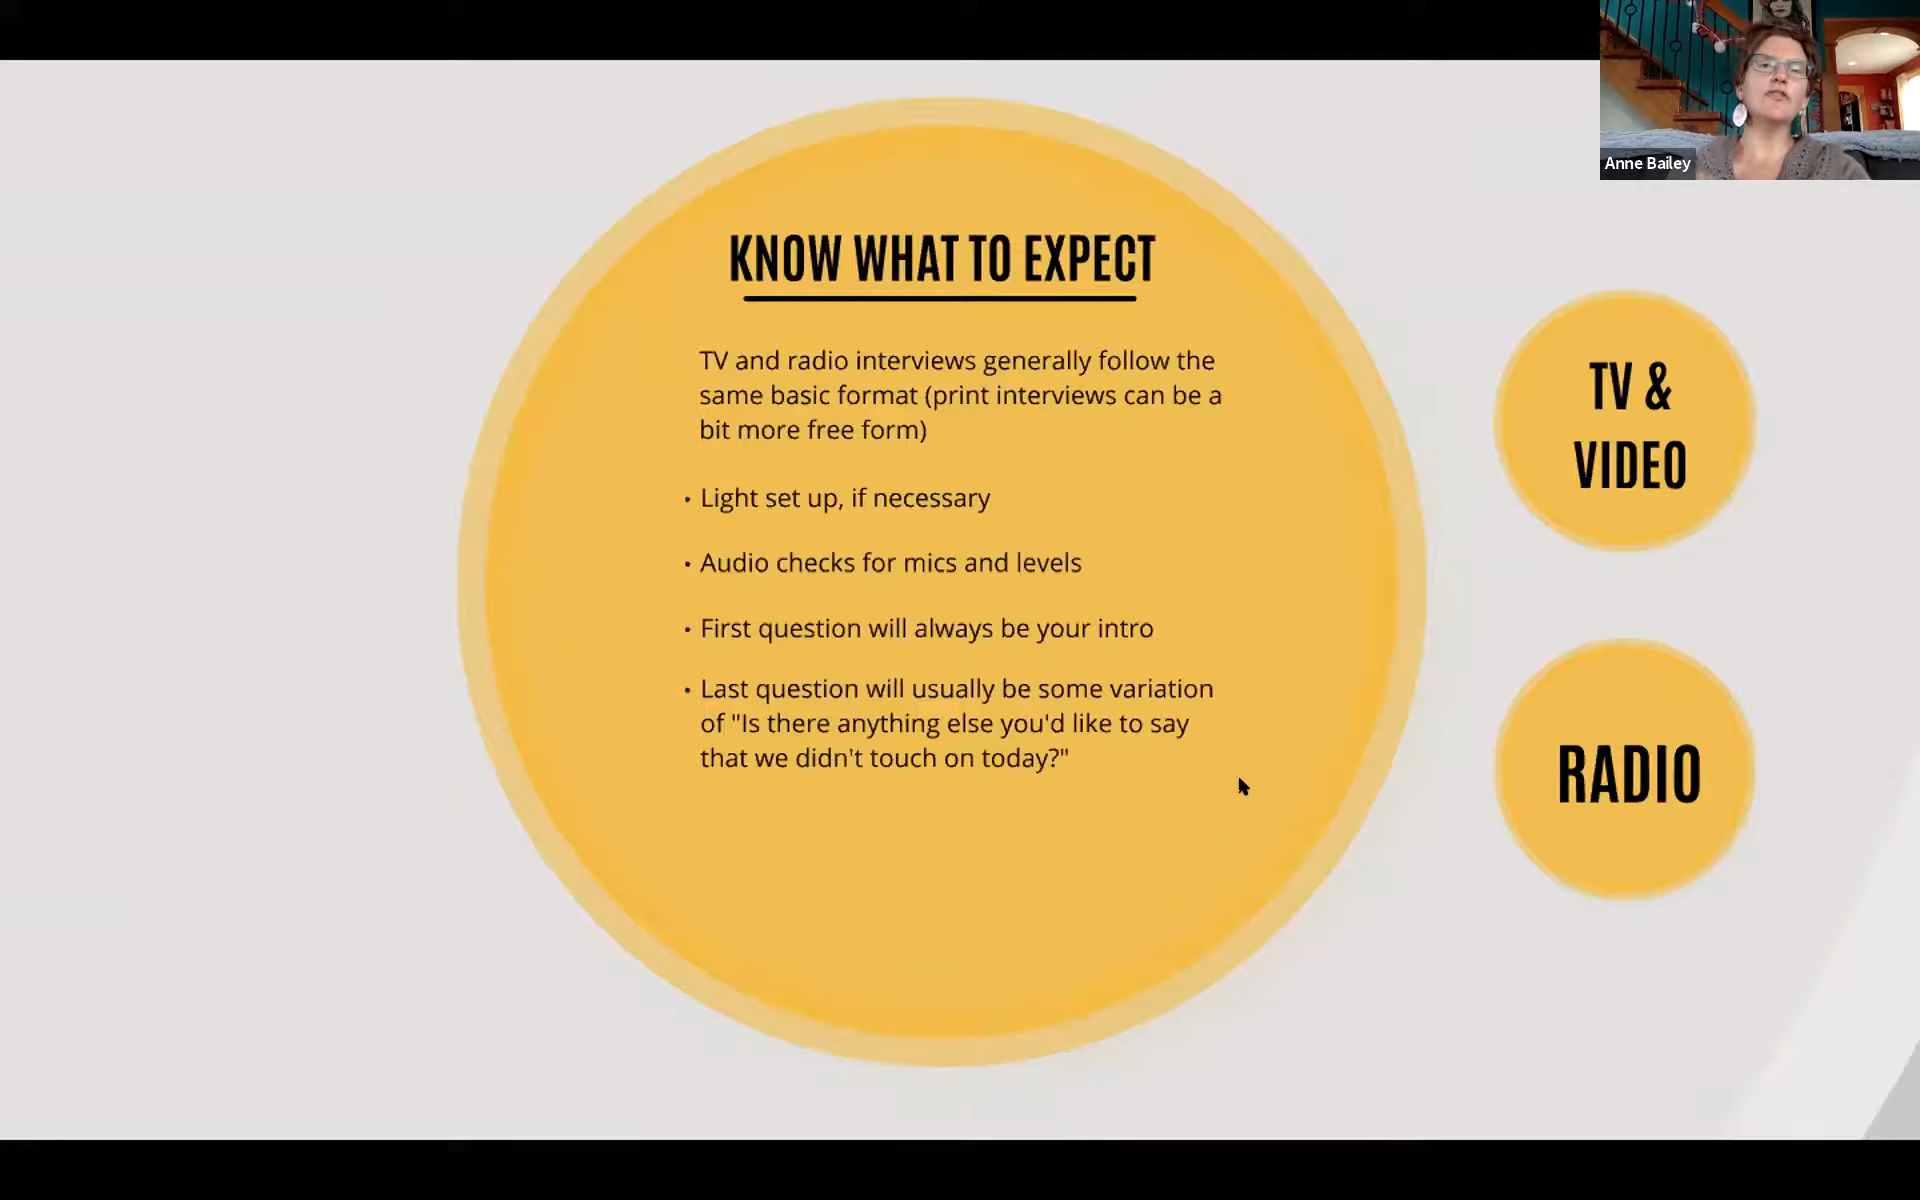 Anne Bailey
KNOW WHAT TO EXPECT
TV and radio interviews generally follow the
same basic format (print interviews can be a
bit more free form)
• Light set up, if necessary
• Audio checks for mics and levels
• First question will always be your intro
• Last question will usually be some variation
of "Is there anything else you'd like to say
that we didn't touch on today?"
TV &
VIDEO
RADIO